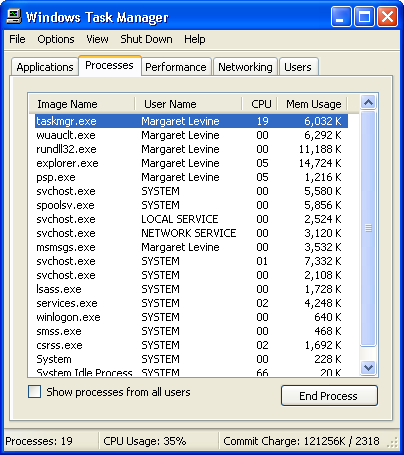 Windows Task Manager
File Options View Shut Down Help
Applications Processes Performance Networking Users
Image Name User Name CPU Mem Usage
taskmgr.exe Margaret Levine 19 6,032 K
wuauclt.exe Margaret Levine 00 6,292 K
rundll32.exe Margaret Levine 00 11,188 K
explorer.exe Margaret Levine 05 14,724 K
psp.exe Margaret Levine 05 1,216 K
svchost.exe SYSTEM 00 5,580 K
spoolsv.exe SYSTEM 00 5,856 K
svchost.exe LOCAL SERVICE 00 2,524 K
svchost.exe NETWORK SERVICE 00 3,120 K
msmsgs.exe Margaret Levine 00 3,532 K
svchost.exe SYSTEM 01 7,332 K
svchost.exe SYSTEM 00 2,108 K
lsass.exe SYSTEM 00 1,728 K
services.exe SYSTEM 02 4,248 K
winlogon.exe SYSTEM 00 640 K
smss.exe SYSTEM 00 468 K
csrss.exe SYSTEM 02 1,692 K
System SYSTEM 00 228 K
System Idle Process SYSTEM 66 20 K
Show processes from all users
End Process
Processes: 19 CPU Usage: 35% Commit Charge: 121256K / 2318